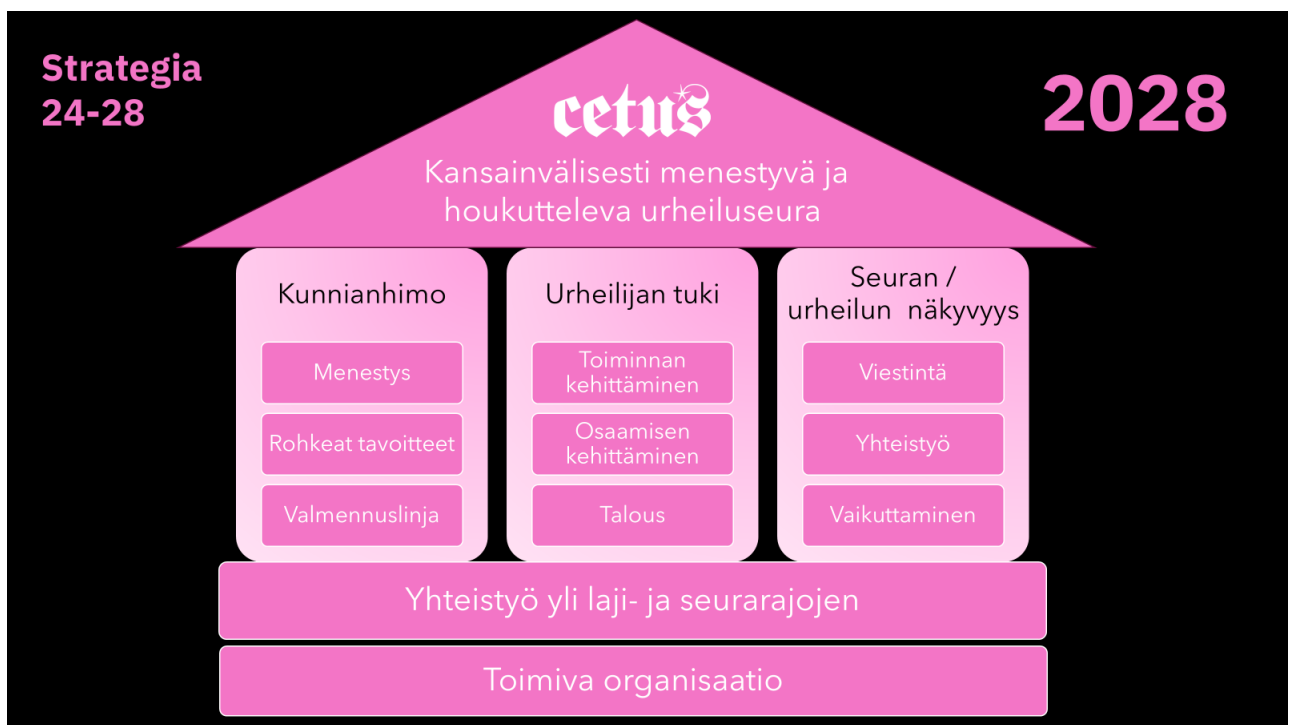 Strategia
24-28
2028
cetus
Kansainvälisesti menestyvä ja
houkutteleva urheiluseura
Kunnianhimo
Menestys
Rohkeat tavoitteet
Valmennuslinja
Urheilijan tuki
Toiminnan
kehittäminen
Osaamisen
kehittäminen
Talous
Seuran /
urheilun näkyvyys
Viestintä
Yhteistyö
Vaikuttaminen
Yhteistyö yli laji- ja seurarajojen
Toimiva organisaatio